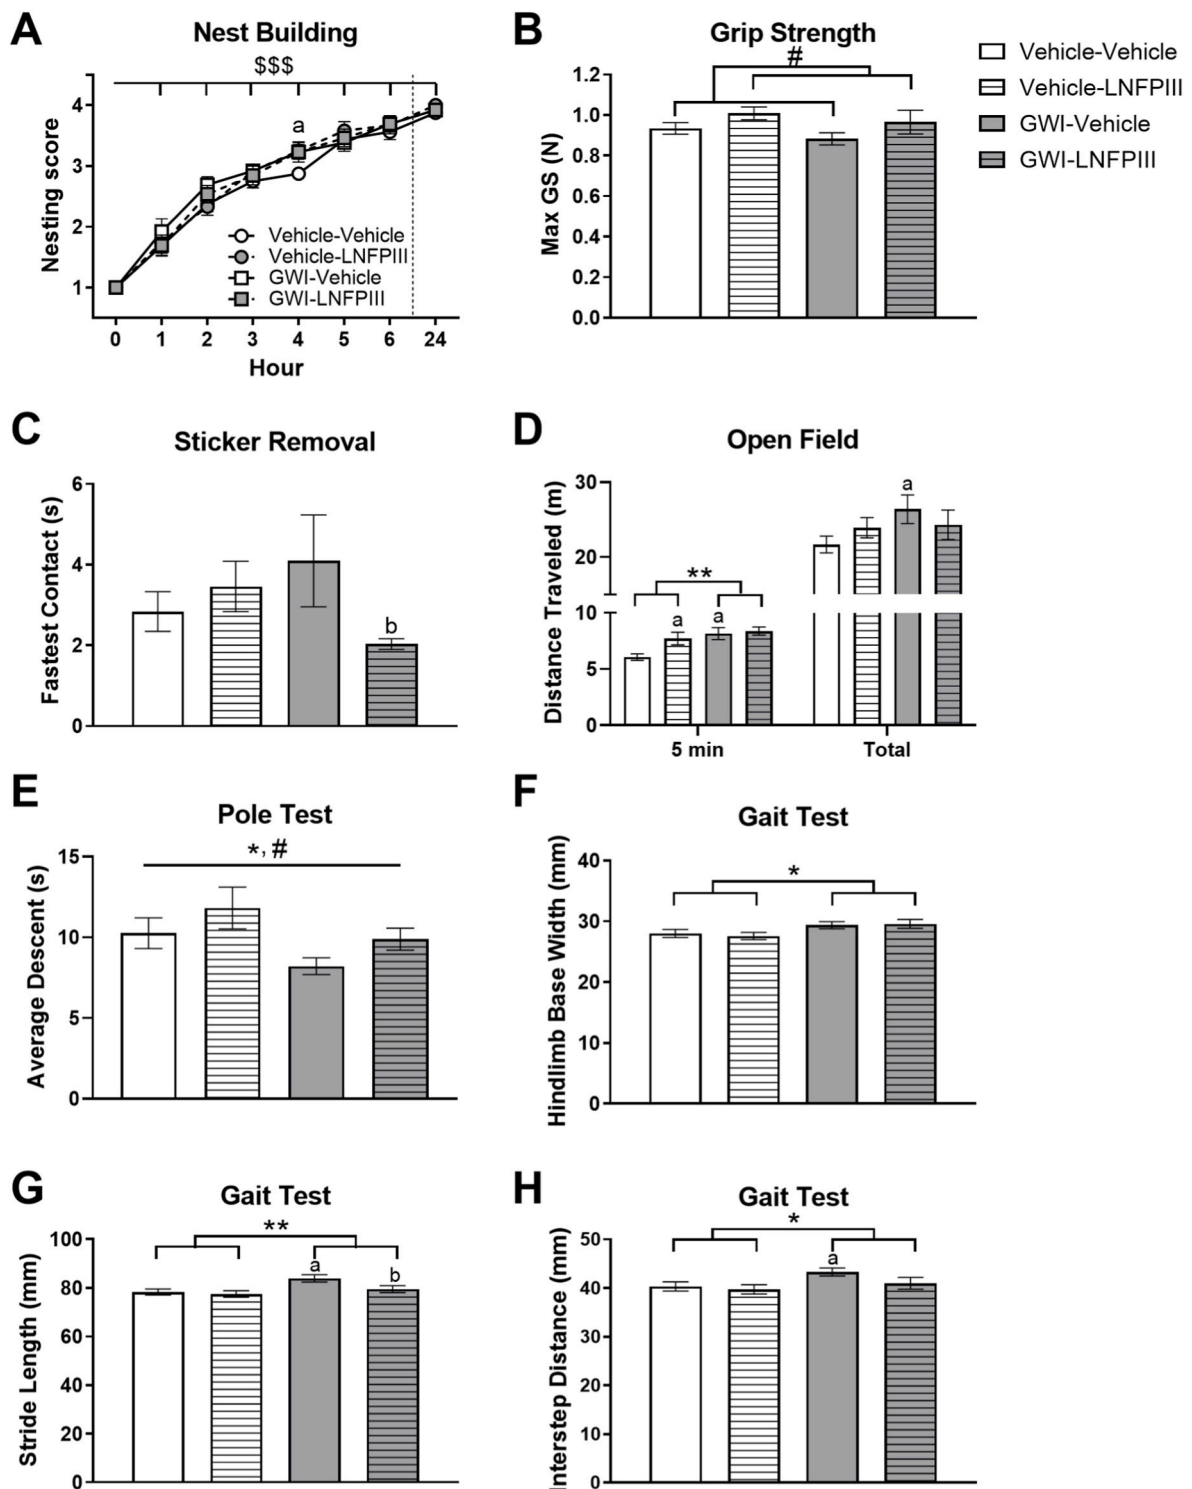 A
Nest Building
$$$
a
Nesting score
4
3
2
1
Vehicle-Vehicle
Vehicle-LNFPIII
GWI-Vehicle
GWI-LNFPIII
0 1 2 3 4 5 6 24
Hour
B
Grip Strength
#
Max GS (N)
1.2
1.0
0.8
0.6
0.4
0.2
0.0
Vehicle-Vehicle
Vehicle-LNFPIII
GWI-Vehicle
GWI-LNFPIII
C
Sticker Removal
Fastest Contact (s)
6
4
2
0
b
D
Open Field
Distance Traveled (m)
30
20
10
5
0
**
a a
a
5 min Total
E
Pole Test
*, #
Average Descent (s)
15
10
5
0
F
Gait Test
*
Hindlimb Base Width (mm)
40
30
20
10
0
G
Gait Test
**
a b
Stride Length (mm)
100
80
60
40
20
0
H
Gait Test
*
a
Interstep Distance (mm)
50
40
30
20
10
0